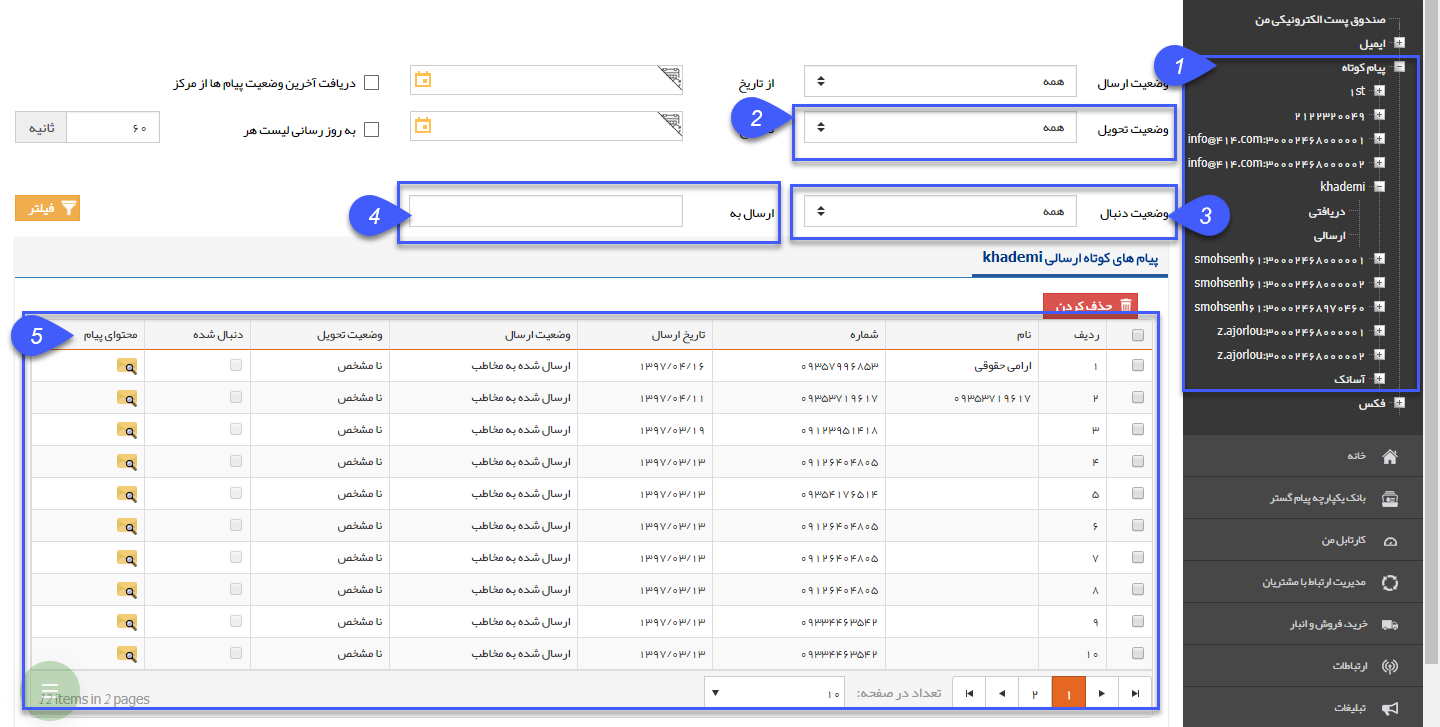 صندوق پست الکترونیکی من
ایمیل
1
پیام کوتاه
1st
۲۱۲۲۳۲۰۰۴۹
info@۴۱۴.com:۳۰۰۰۲۴۶۸۰۰۰۰۰۱
info@۴۱۴.com:۳۰۰۰۲۴۶۸۰۰۰۰۰۲
khademi
دریافتی
ارسالی
smohsenh۶۱:۳۰۰۰۲۴۶۸۰۰۰۰۰۱
smohsenh۶۱:۳۰۰۰۲۴۶۸۰۰۰۰۰۲
smohsenh۶۱:۳۰۰۰۲۴۶۸۹۷۰۴۶۰
z.ajorlou:۳۰۰۰۲۴۶۸۰۰۰۰۰۱
z.ajorlou:۳۰۰۰۲۴۶۸۰۰۰۰۰۲
آساتک
فکس
خانه
بانک یکپارچه پیام گستر
کارتابل من
مدیریت ارتباط با مشتریان
خرید، فروش و انبار
ارتباطات
تبلیغات
وضعیت ارسال همه از تاریخ دریافت آخرین وضعیت پیام ها از مرکز
وضعیت تحویل همه 2 به روز رسانی لیست هر ۶۰ ثانیه
3 وضعیت دنبال همه ارسال به 4 فیلتر
پیام های کوتاه ارسالی khademi
حذف کردن
ردیف نام شماره تاریخ ارسال وضعیت ارسال وضعیت تحویل دنبال شده محتوای پیام 5
۱ ارامی حقوقی ۰۹۳۵۷۹۹۶۸۵۳ ۱۳۹۷/۰۴/۱۶ ارسال شده به مخاطب نا مشخص
۲ ۰۹۳۵۳۷۱۹۶۱۷ ۰۹۳۵۳۷۱۹۶۱۷ ۱۳۹۷/۰۴/۱۱ ارسال شده به مخاطب نا مشخص
۳ ۰۹۱۲۳۹۵۱۴۱۸ ۱۳۹۷/۰۳/۱۹ ارسال شده به مخاطب نا مشخص
۴ ۰۹۱۲۶۴۰۴۸۰۵ ۱۳۹۷/۰۳/۱۳ ارسال شده به مخاطب نا مشخص
۵ ۰۹۳۵۴۱۷۶۵۱۴ ۱۳۹۷/۰۳/۱۳ ارسال شده به مخاطب نا مشخص
۶ ۰۹۱۲۶۴۰۴۸۰۵ ۱۳۹۷/۰۳/۱۳ ارسال شده به مخاطب نا مشخص
۷ ۰۹۱۲۶۴۰۴۸۰۵ ۱۳۹۷/۰۳/۱۳ ارسال شده به مخاطب نا مشخص
۸ ۰۹۱۲۶۴۰۴۸۰۵ ۱۳۹۷/۰۳/۱۳ ارسال شده به مخاطب نا مشخص
۹ ۰۹۳۳۴۴۶۳۵۴۲ ۱۳۹۷/۰۳/۱۳ ارسال شده به مخاطب نا مشخص
۱۰ ۰۹۳۳۴۴۶۳۵۴۲ ۱۳۹۷/۰۳/۱۳ ارسال شده به مخاطب نا مشخص
۱ ۲ تعداد در صفحه: ۱۰
12 items in 2 pages